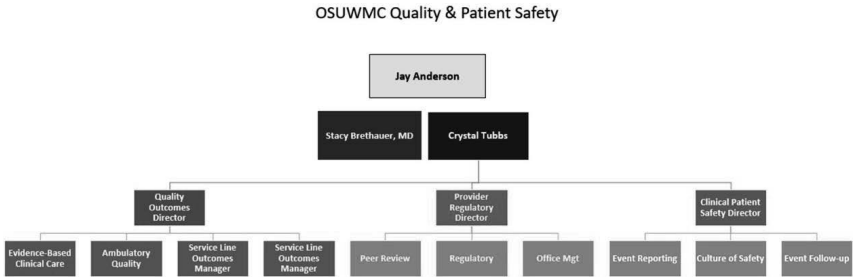 OSUWMC Quality & Patient Safety
Jay Anderson
Stacy Brethauer, MD
Crystal Tubbs
Quality
Outcomes
Director
Provider
Regulatory
Director
Clinical Patient
Safety Director
Evidence-Based
Clinical Care
Ambulatory
Quality
Service Line
Outcomes
Manager
Service Line
Outcomes
Manager
Peer Review
Regulatory
Office Mgt
Event Reporting
Culture of Safety
Event Follow-up